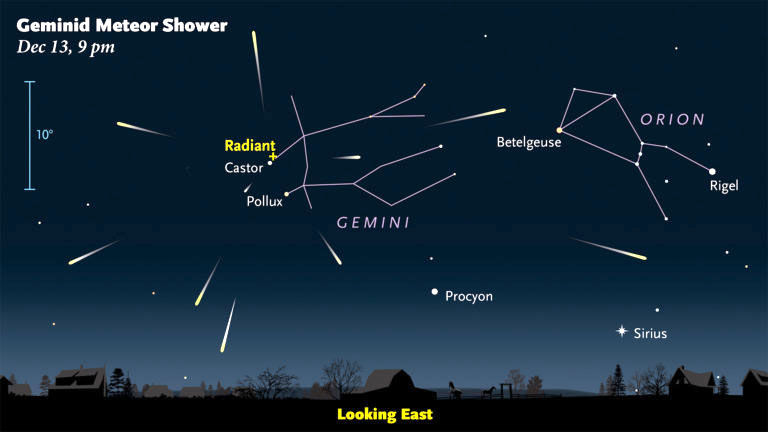 Geminid Meteor Shower
Dec 13, 9 pm
10°
Radiant
Castor
Pollux
GEMINI
Betelgeuse
ORION
Rigel
Procyon
Sirius
Looking East